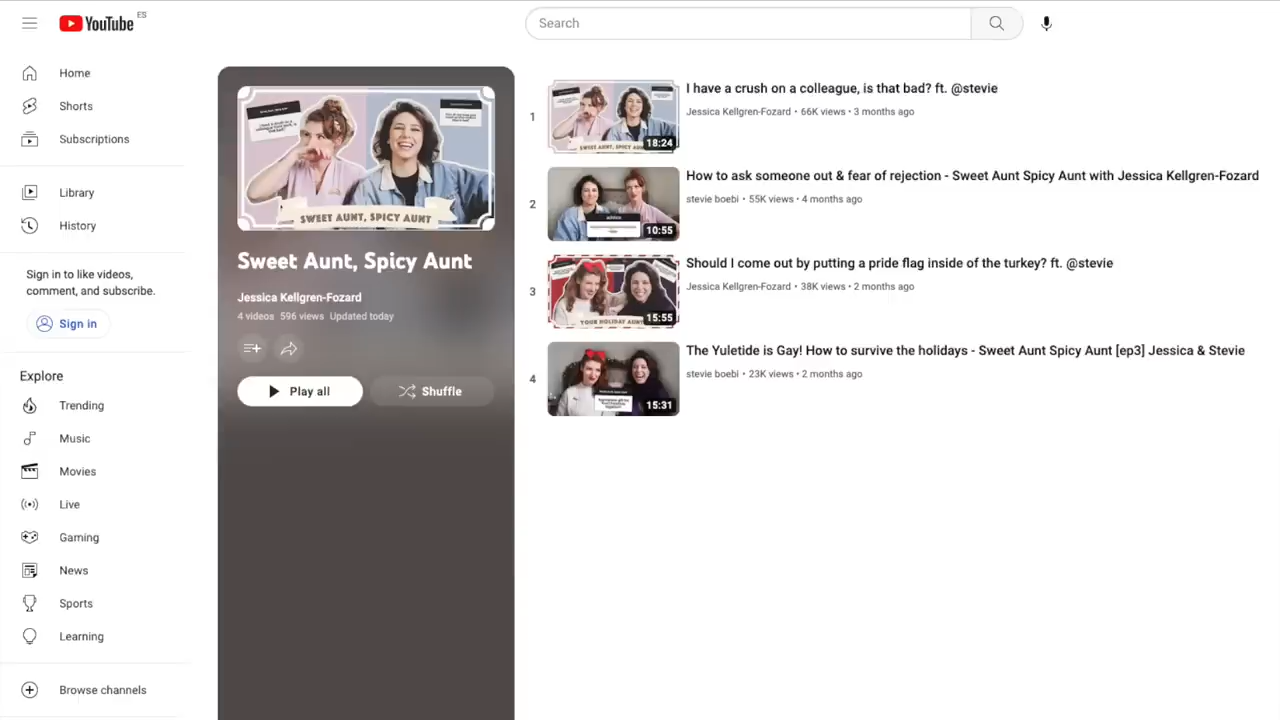 YouTube ES
Search
Home
Shorts
Subscriptions
Library
History
Sign in to like videos,
comment, and subscribe.
Sign in
Explore
Trending
Music
Movies
Live
Gaming
News
Sports
Learning
Browse channels
SWEET AUNT, SPICY AUNT
Sweet Aunt, Spicy Aunt
Jessica Kellgren-Fozard
4 videos 596 views Updated today
Play all
Shuffle
1
18:24
I have a crush on a colleague, is that bad? ft. @stevie
Jessica Kellgren-Fozard • 66K views • 3 months ago
2
10:55
How to ask someone out & fear of rejection - Sweet Aunt Spicy Aunt with Jessica Kellgren-Fozard
stevie boebi • 55K views • 4 months ago
3
YOUR HOLIDAY AUNT
15:55
Should I come out by putting a pride flag inside of the turkey? ft. @stevie
Jessica Kellgren-Fozard • 38K views • 2 months ago
4
15:31
The Yuletide is Gay! How to survive the holidays - Sweet Aunt Spicy Aunt [ep3] Jessica & Stevie
stevie boebi • 23K views • 2 months ago